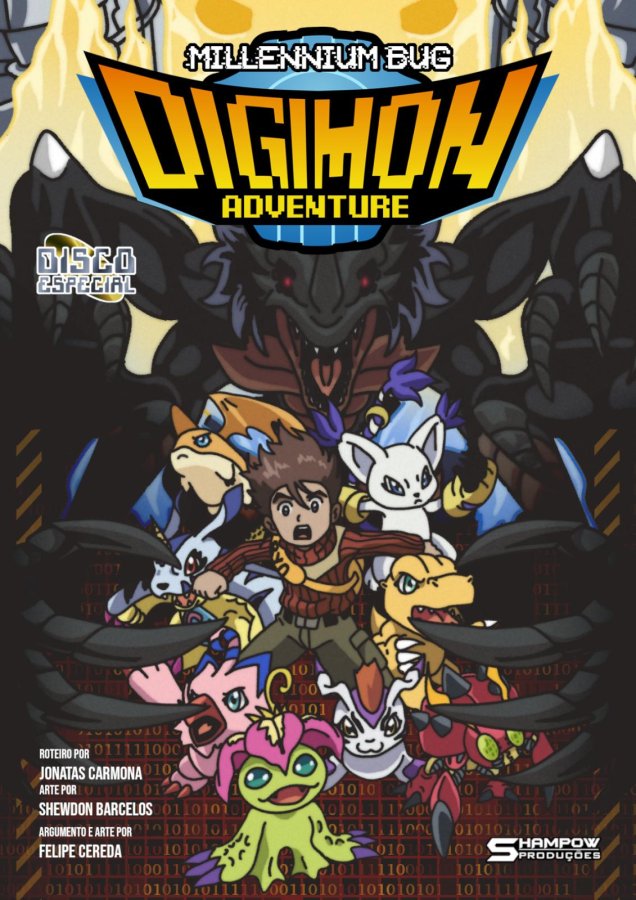 MILLENNIUM BUG
DIGIMON
ADVENTURE
DISCO
ESPECIAL
ROTEIRO POR
JONATAS CARMONA
ARTE POR
SHEWDON BARCELOS
ARGUMENTO E ARTE POR
FELIPE CEREDA
SHAMPOW
PRODUÇÕES